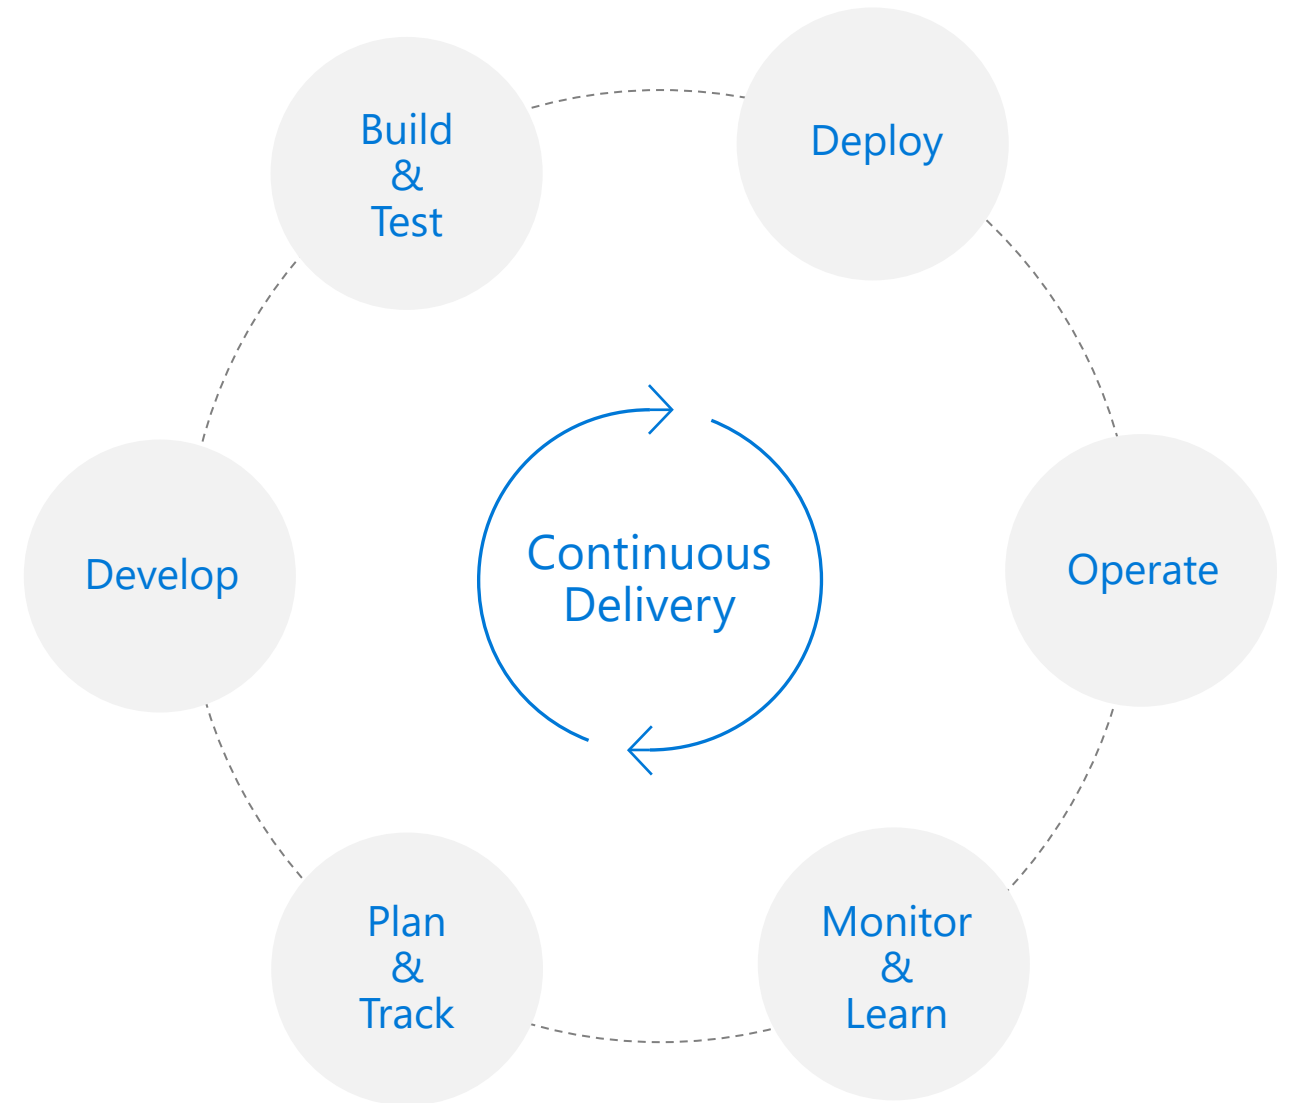 Build
&
Test
Deploy
Develop
Continuous
Delivery
Operate
Plan
&
Track
Monitor
&
Learn